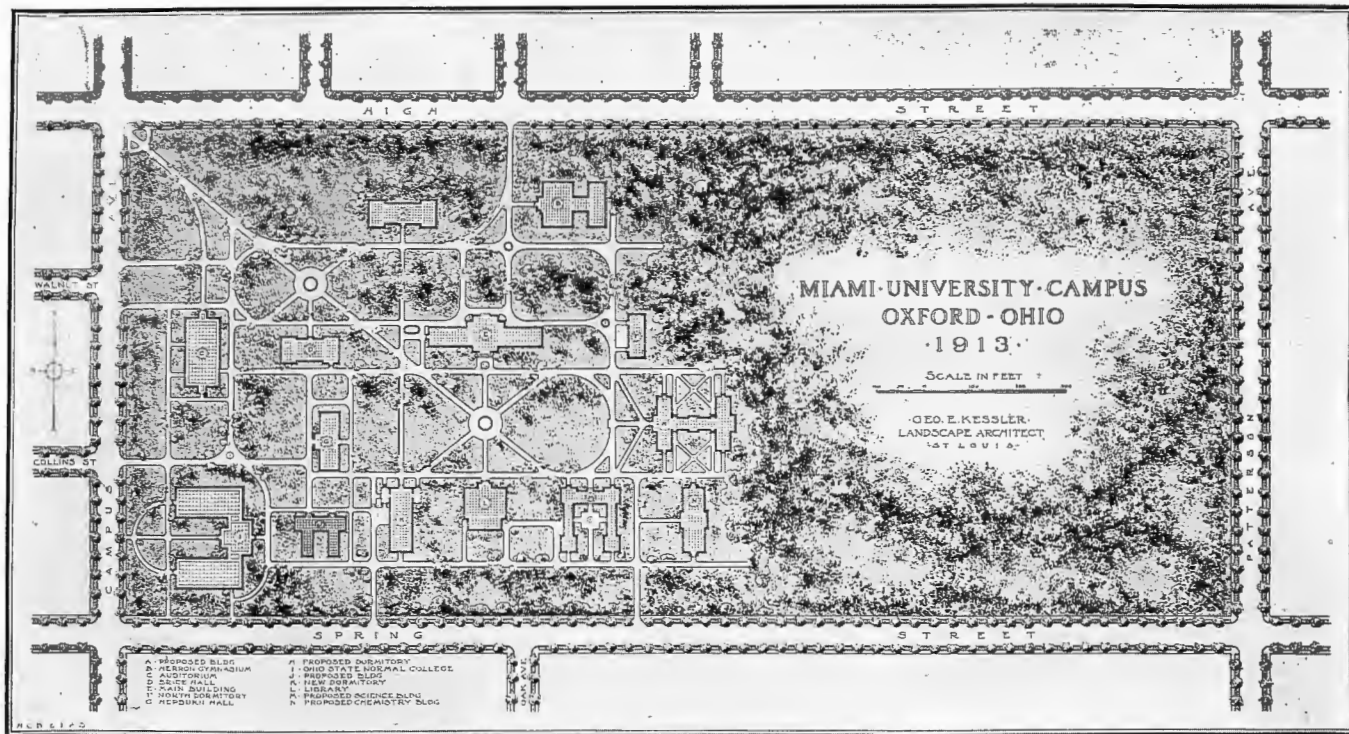 HIGH STREET
WALNUT ST
COLLINS ST
CAMPUS AVE
PATTERSON AVE
MIAMI·UNIVERSITY·CAMPUS
OXFORD·OHIO
·1913·
SCALE IN FEET
·GEO. E. KESSLER·
LANDSCAPE ARCHITECT
·ST LOUIS·
SPRING STREET
OAK AVE
A - PROPOSED BLDG
B - HERRON GYMNASIUM
C AUDITORIUM
D BRICE HALL
E - MAIN BUILDING
F NORTH DORMITORY
G HEPBURN HALL
H PROPOSED DORMITORY
I - OHIO STATE NORMAL COLLEGE
J - PROPOSED BLDG
K - NEW DORMITORY
L - LIBRARY
M - PROPOSED SCIENCE BLDG
N PROPOSED CHEMISTRY BLDG